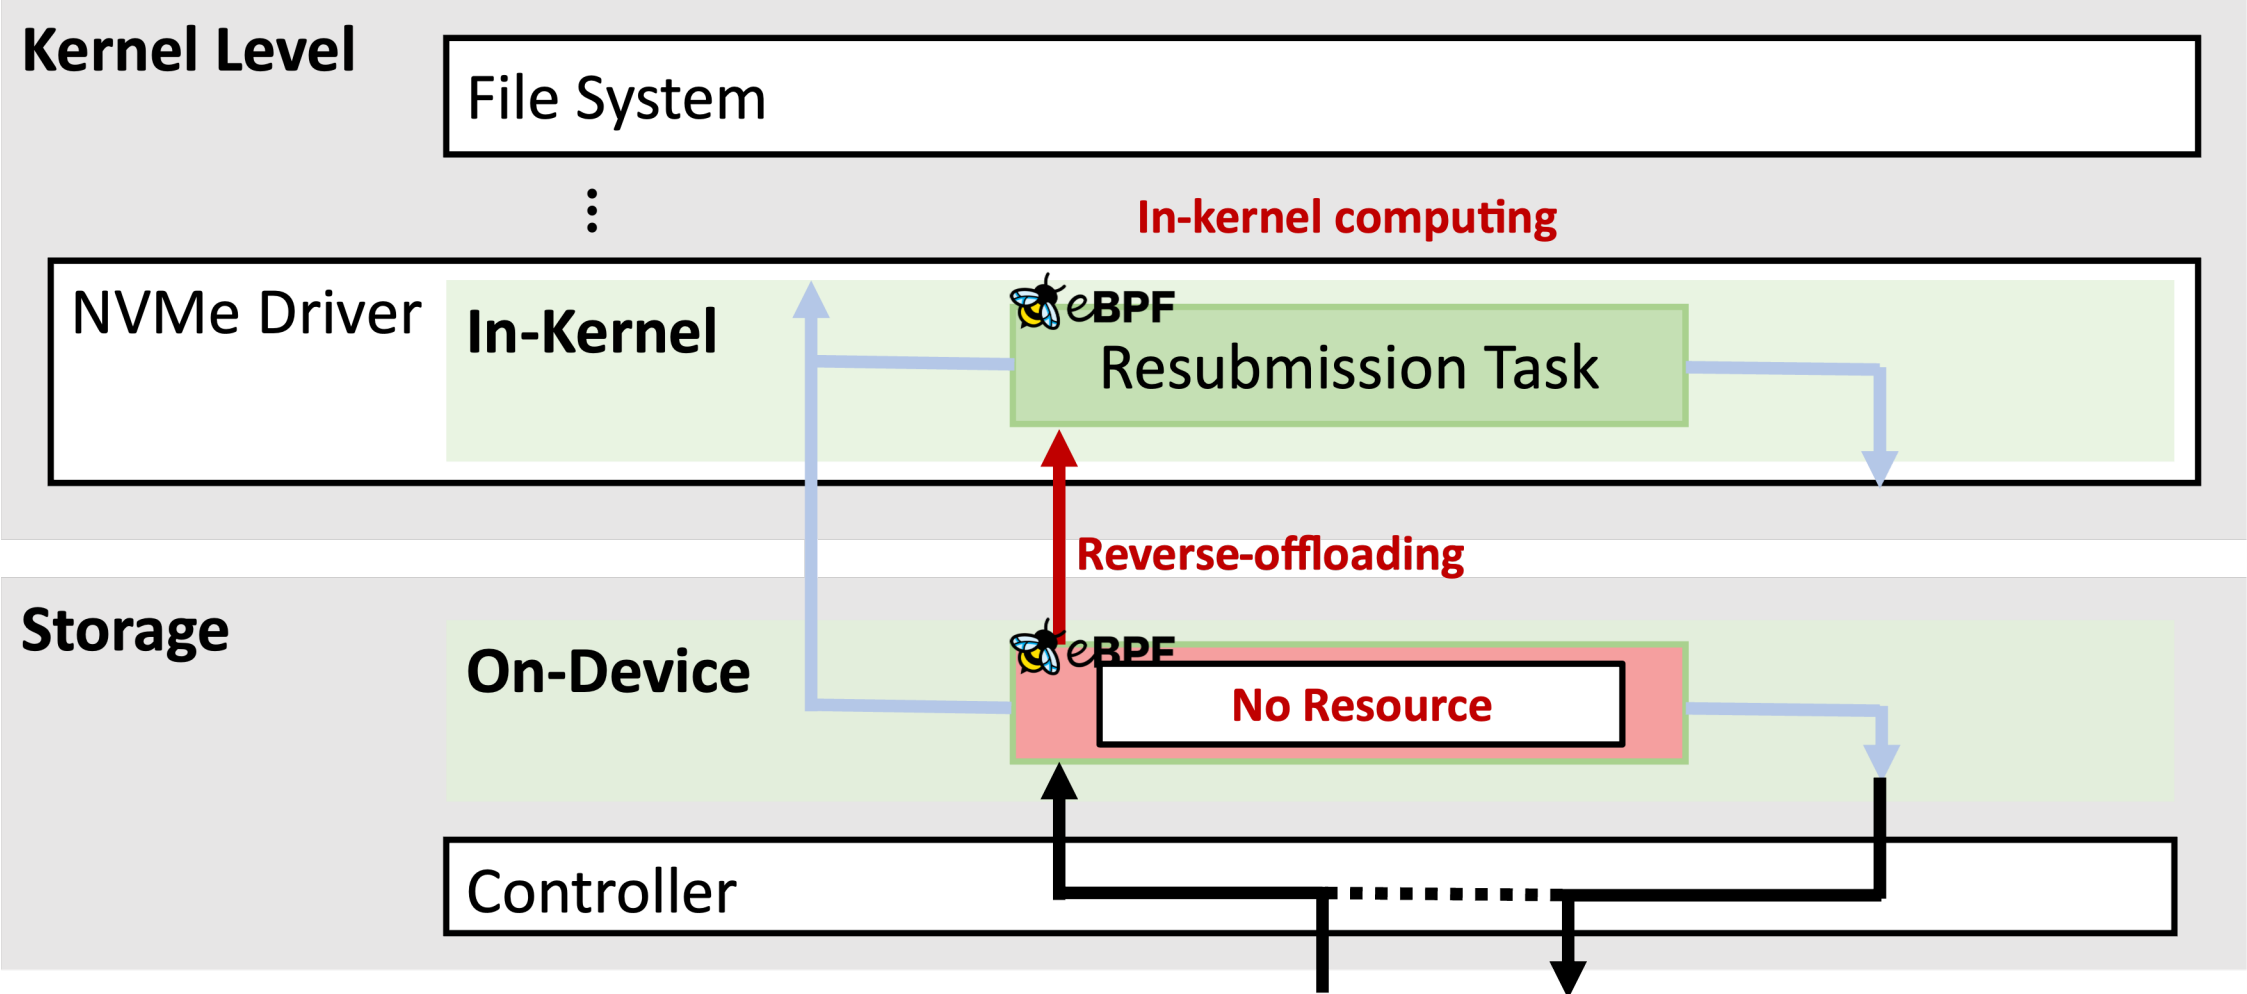 Kernel Level
File System
In-kernel computing
NVMe Driver
In-Kernel
eBPF
Resubmission Task
Reverse-offloading
Storage
On-Device
eBPF
No Resource
Controller